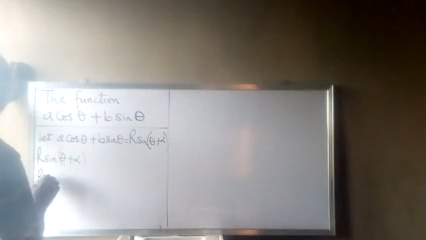 The function
a cos θ + b sin θ
Let a cos θ + b sin θ = R sin(θ+α)
R sin(θ+α)